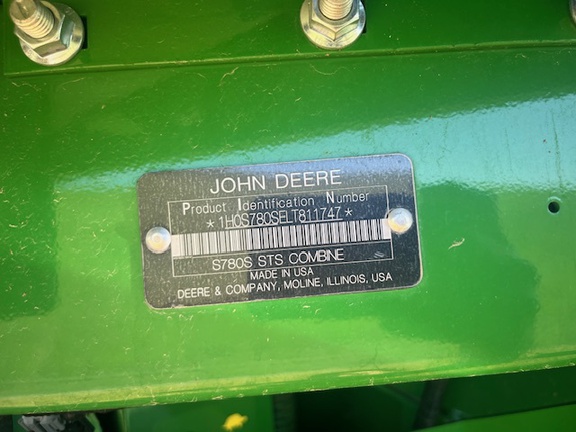 JOHN DEERE
Product Identification Number
*1H0S780SELT811747*
S780S STS COMBINE
MADE IN USA
DEERE & COMPANY, MOLINE, ILLINOIS, USA